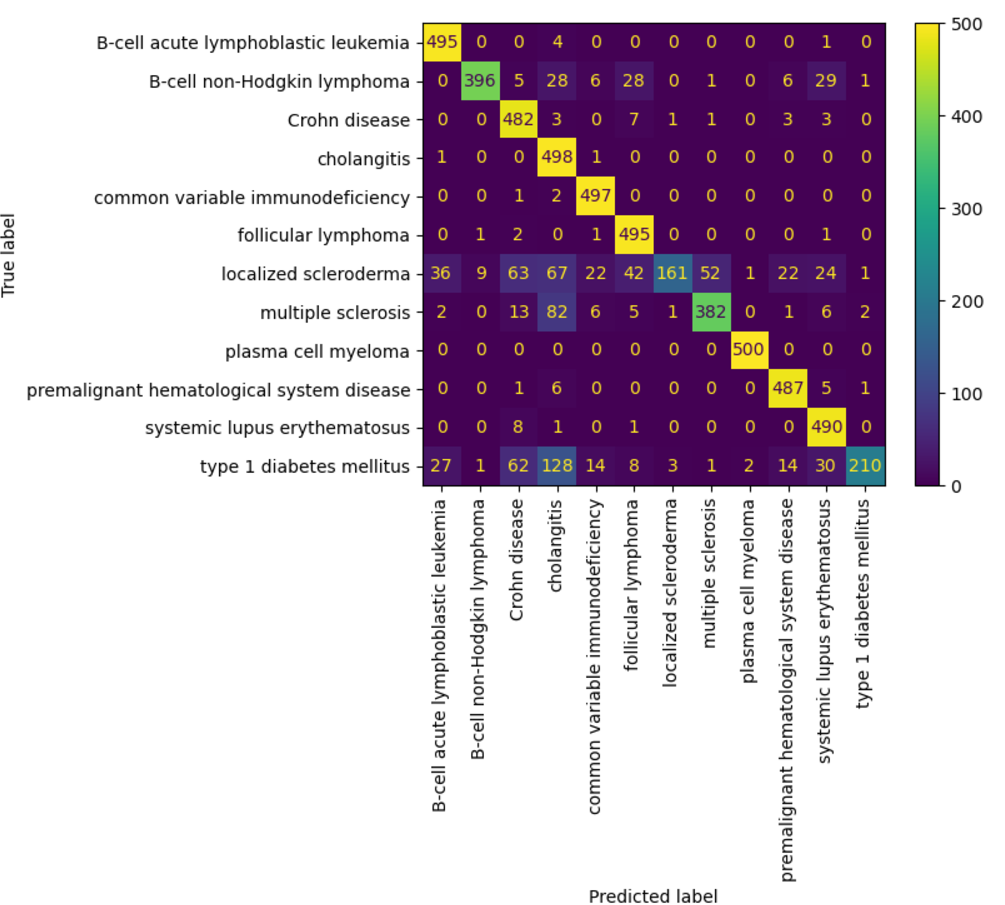 True label
B-cell acute lymphoblastic leukemia 495 0 0 4 0 0 0 0 0 0 1 0
B-cell non-Hodgkin lymphoma 0 396 5 28 6 28 0 1 0 6 29 1
Crohn disease 0 0 482 3 0 7 1 1 0 3 3 0
cholangitis 1 0 0 498 1 0 0 0 0 0 0 0
common variable immunodeficiency 0 0 1 2 497 0 0 0 0 0 0 0
follicular lymphoma 0 1 2 0 1 495 0 0 0 0 1 0
localized scleroderma 36 9 63 67 22 42 161 52 1 22 24 1
multiple sclerosis 2 0 13 82 6 5 1 382 0 1 6 2
plasma cell myeloma 0 0 0 0 0 0 0 0 500 0 0 0
premalignant hematological system disease 0 0 1 6 0 0 0 0 0 487 5 1
systemic lupus erythematosus 0 0 8 1 0 1 0 0 0 0 490 0
type 1 diabetes mellitus 27 1 62 128 14 8 3 1 2 14 30 210
B-cell acute lymphoblastic leukemia
B-cell non-Hodgkin lymphoma
Crohn disease
cholangitis
common variable immunodeficiency
follicular lymphoma
localized scleroderma
multiple sclerosis
plasma cell myeloma
premalignant hematological system disease
systemic lupus erythematosus
type 1 diabetes mellitus
Predicted label
500
400
300
200
100
0